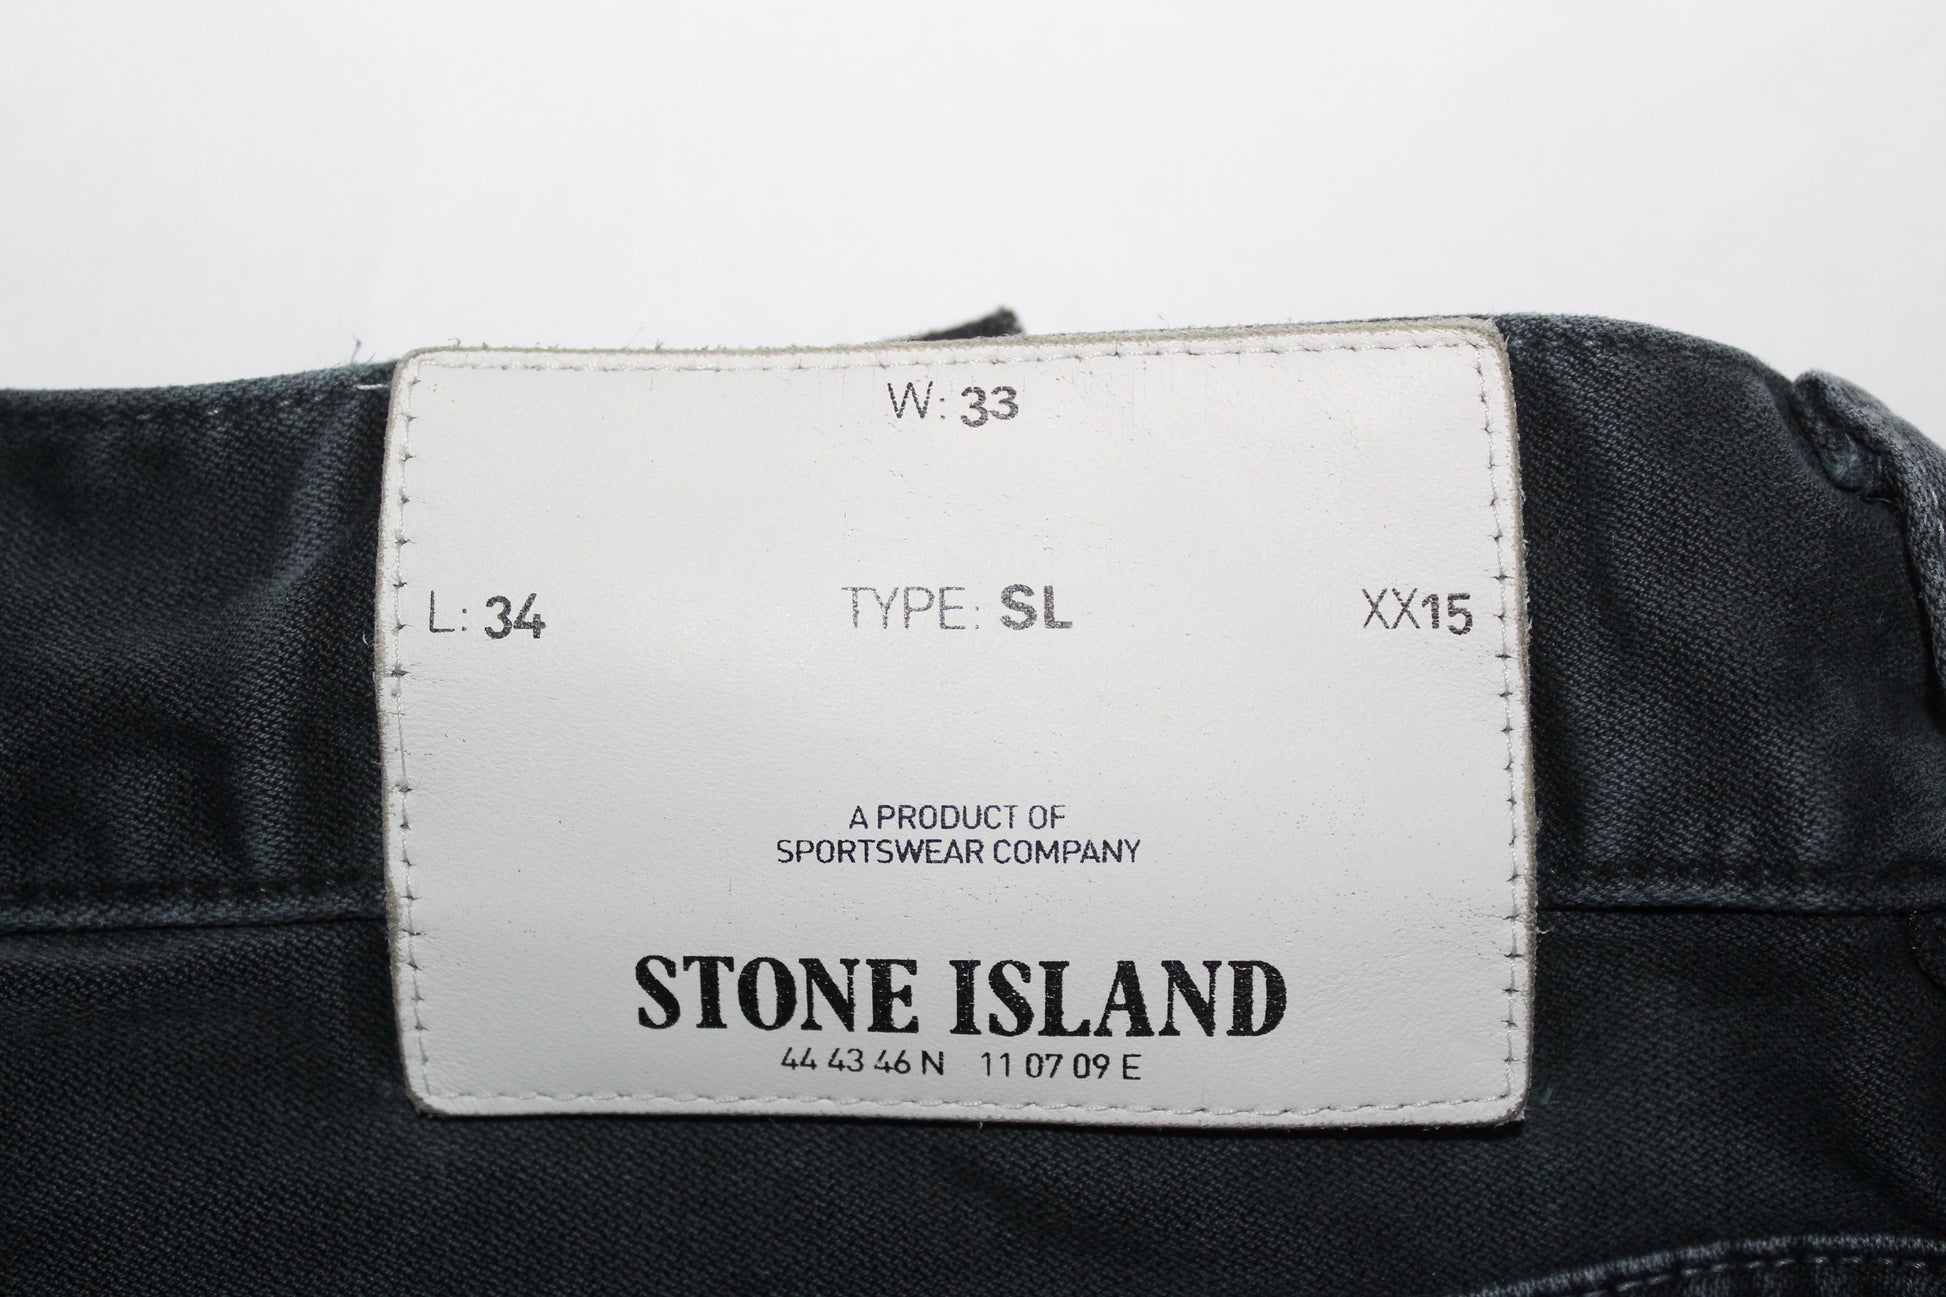 W: 33
L: 34 TYPE: SL XX15
A PRODUCT OF
SPORTSWEAR COMPANY
STONE ISLAND
44 43 46 N 11 07 09 E